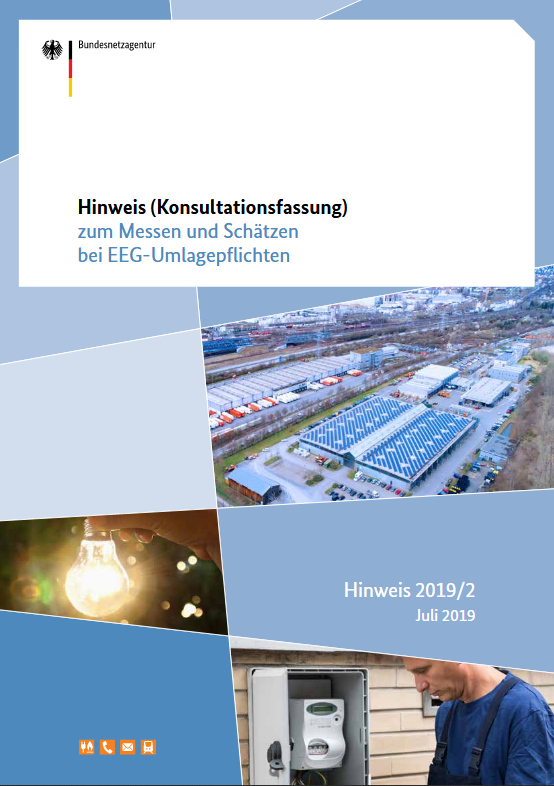 Bundesnetzagentur
Hinweis (Konsultationsfassung)
zum Messen und Schätzen
bei EEG-Umlagepflichten
Hinweis 2019/2
Juli 2019